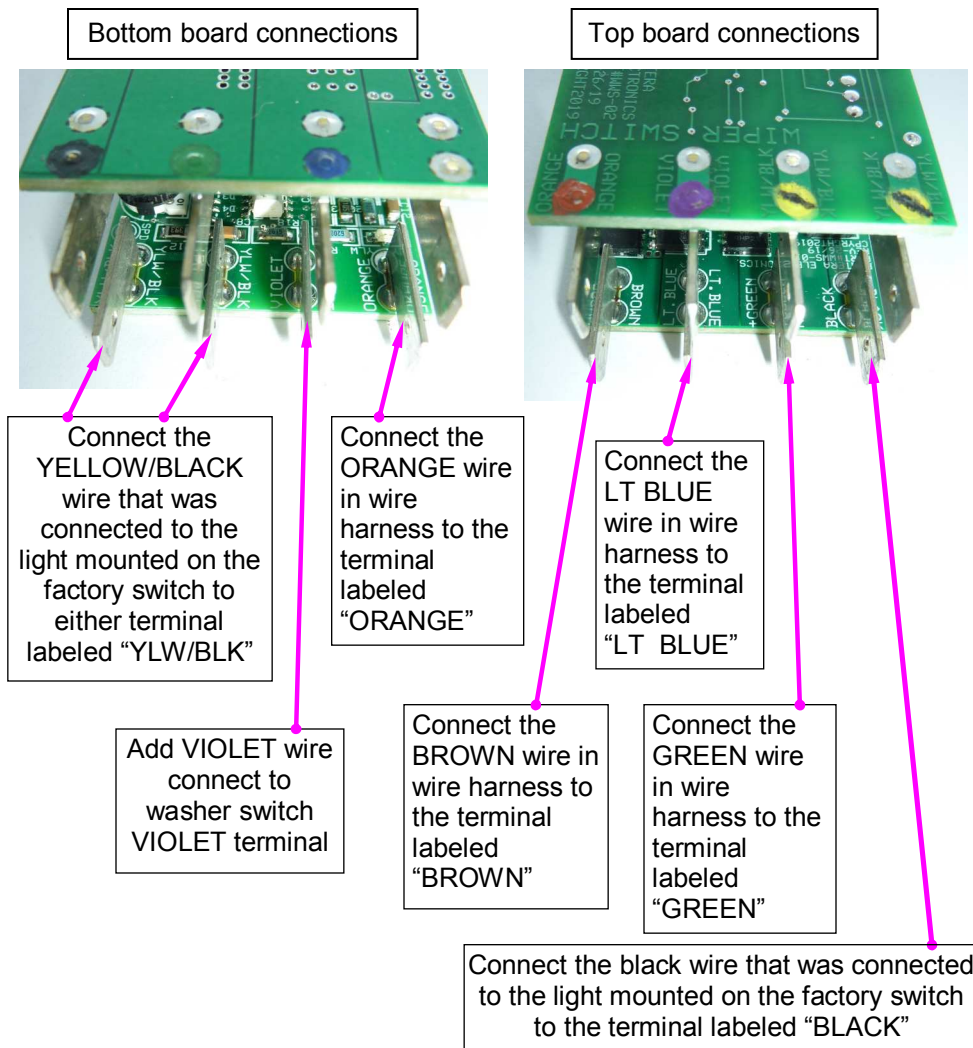 Bottom board connections
Top board connections
WIPER SWITCH
ORANGE
ORANGE
VIOLET
VIOLET
YLW/BLK
YLW/BLK
YLW/BLK
YLW/BLK
VIOLET
ORANGE
BROWN
LT BLUE
LT. BLUE
+GREEN
BLACK
Connect the
YELLOW/BLACK
wire that was
connected to the
light mounted on the
factory switch to
either terminal
labeled “YLW/BLK”
Connect the
ORANGE wire
in wire
harness to the
terminal
labeled
“ORANGE”
Connect the
LT BLUE
wire in wire
harness to
the terminal
labeled
“LT BLUE”
Add VIOLET wire
connect to
washer switch
VIOLET terminal
Connect the
BROWN wire in
wire harness to
the terminal
labeled
“BROWN”
Connect the
GREEN wire
in wire
harness to the
terminal
labeled
“GREEN”
Connect the black wire that was connected
to the light mounted on the factory switch
to the terminal labeled “BLACK”